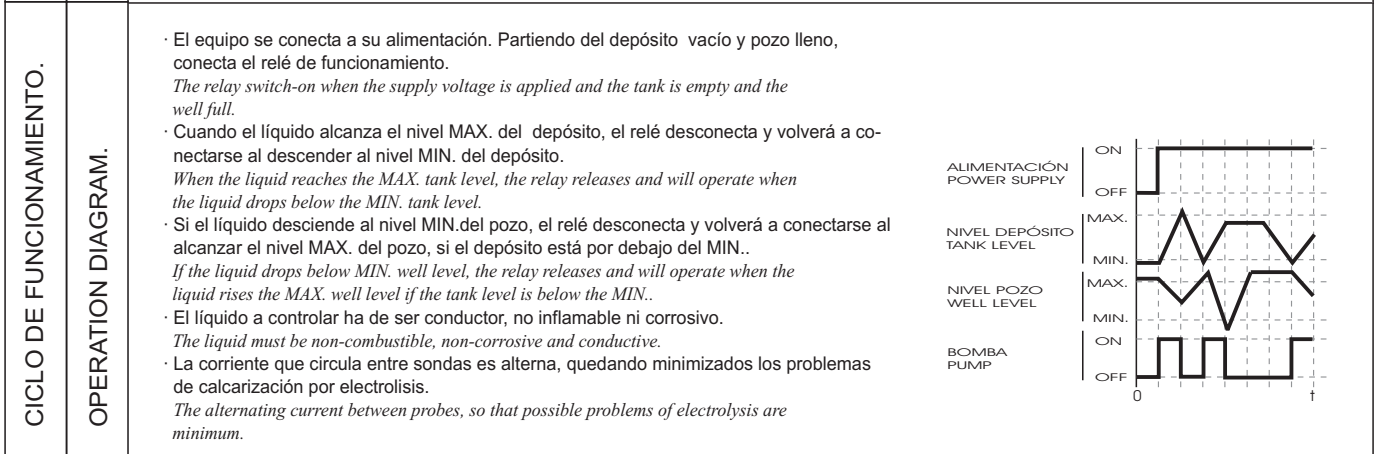 CICLO DE FUNCIONAMIENTO.
OPERATION DIAGRAM.
· El equipo se conecta a su alimentación. Partiendo del depósito vacío y pozo lleno,
conecta el relé de funcionamiento.
The relay switch-on when the supply voltage is applied and the tank is empty and the
well full.
· Cuando el líquido alcanza el nivel MAX. del depósito, el relé desconecta y volverá a co-
nectarse al descender al nivel MIN. del depósito.
When the liquid reaches the MAX. tank level, the relay releases and will operate when
the liquid drops below the MIN. tank level.
· Si el líquido desciende al nivel MIN.del pozo, el relé desconecta y volverá a conectarse al
alcanzar el nivel MAX. del pozo, si el depósito está por debajo del MIN..
If the liquid drops below MIN. well level, the relay releases and will operate when the
liquid rises the MAX. well level if the tank level is below the MIN..
· El líquido a controlar ha de ser conductor, no inflamable ni corrosivo.
The liquid must be non-combustible, non-corrosive and conductive.
· La corriente que circula entre sondas es alterna, quedando minimizados los problemas
de calcarización por electrolisis.
The alternating current between probes, so that possible problems of electrolysis are
minimum.
ALIMENTACIÓN
POWER SUPPLY
ON
OFF
NIVEL DEPÓSITO
TANK LEVEL
MAX.
MIN.
NIVEL POZO
WELL LEVEL
MAX.
MIN.
BOMBA
PUMP
ON
OFF
0 t